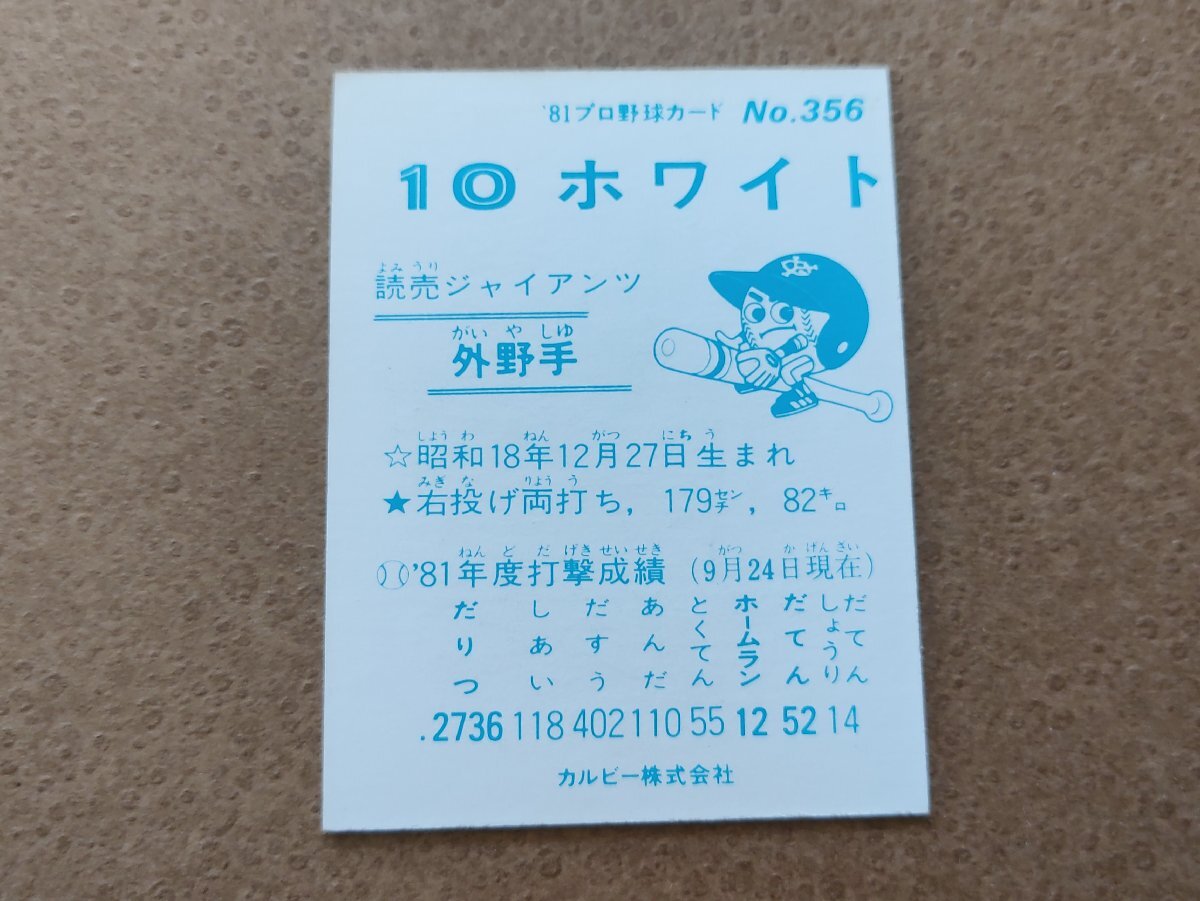 '81プロ野球カード No.356
10 ホワイト
よみ うり
読売ジャイアンツ
がい や しゆ
外野手
しょう わ ねん がつ にち う
☆昭和18年12月27日生まれ
みぎ な りょう う
★右投げ両打ち, 179センチ, 82キロ
ねん ど だ げき せい せき がつ か げん ざい
'81年度打撃成績 (9月24日現在)
だりつ しあい だすう あんだ とくてん ホームラン だてん しょうりだてん
.2736 118 402 110 55 12 52 14
カルビー株式会社